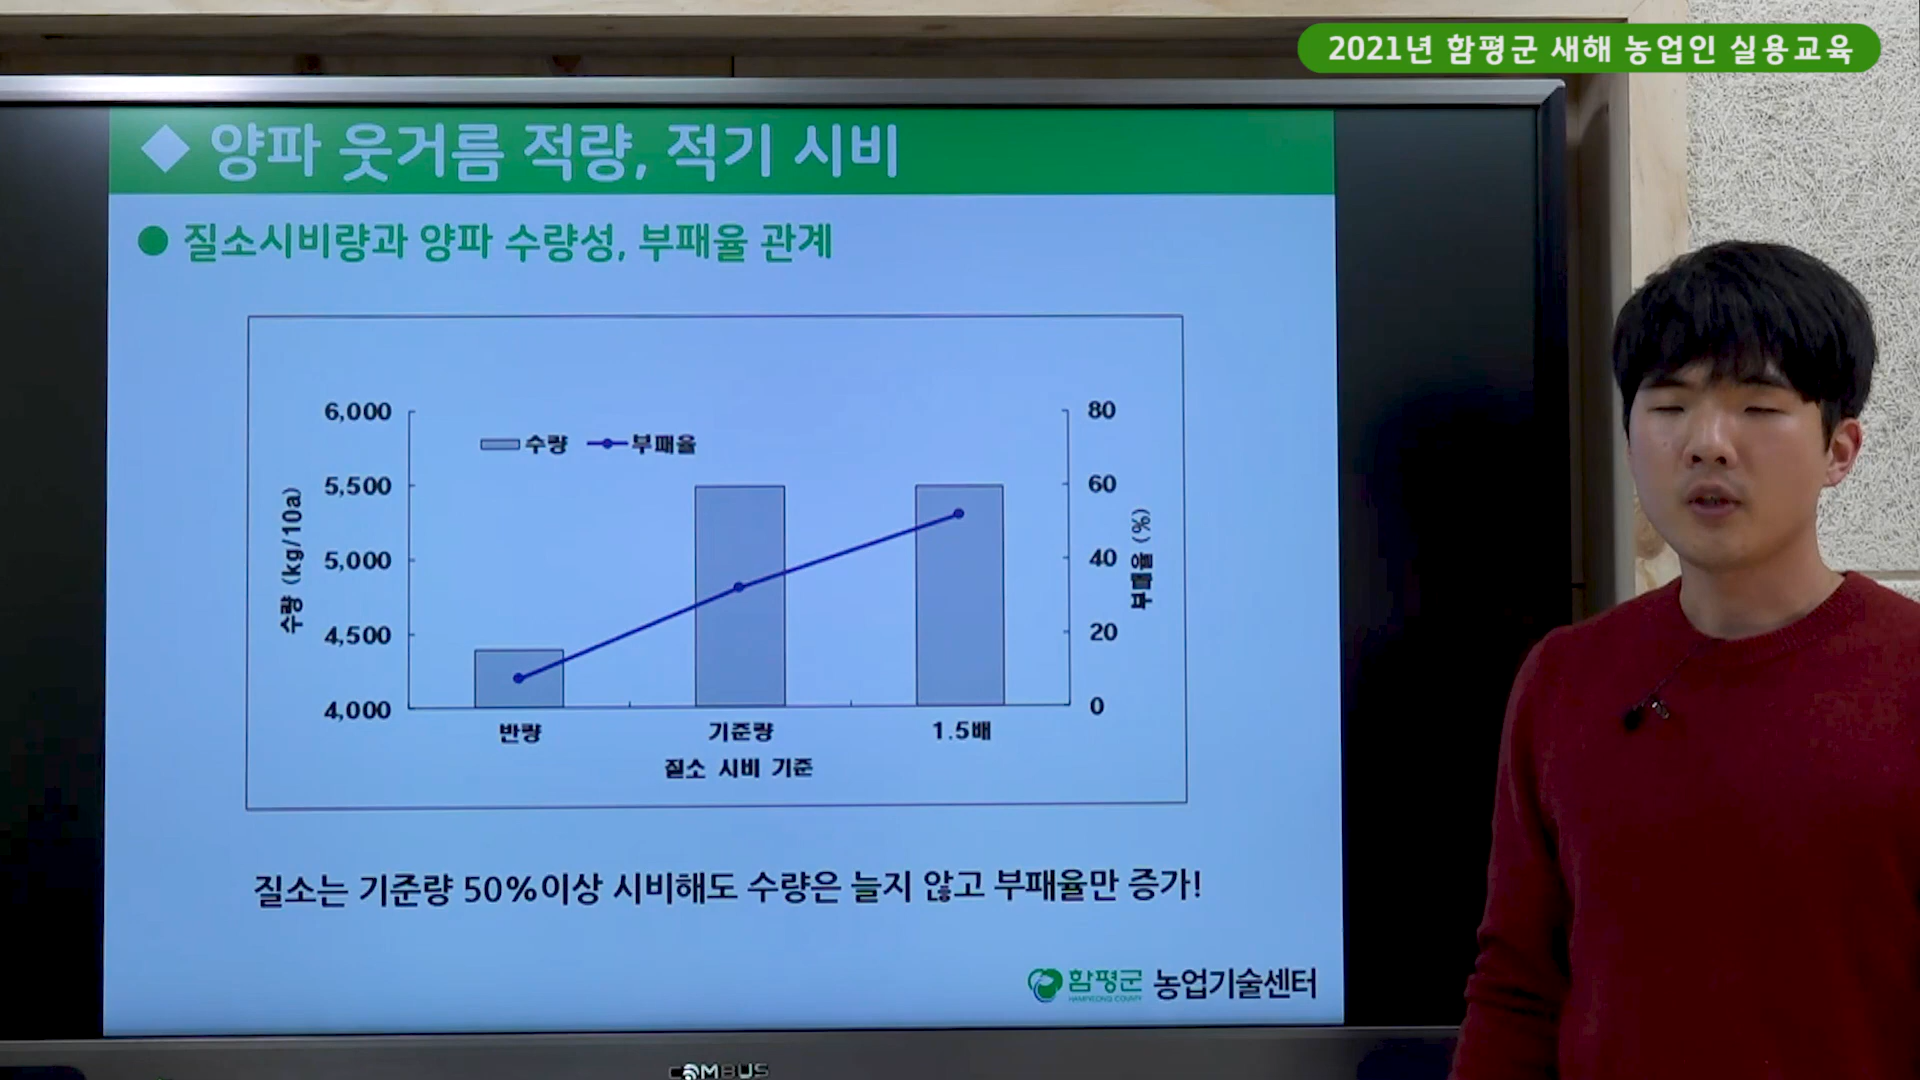 2021년 함평군 새해 농업인 실용교육
◆ 양파 웃거름 적량, 적기 시비
● 질소시비량과 양파 수량성, 부패율 관계
수량 부패율
6,000
5,500
5,000
4,500
4,000
수량 (kg/10a)
80
60
40
20
0
부패율 (%)
반량 기준량 1.5배
질소 시비 기준
질소는 기준량 50%이상 시비해도 수량은 늘지 않고 부패율만 증가!
함평군 농업기술센터
HAMPYEONG COUNTY
COMBUS